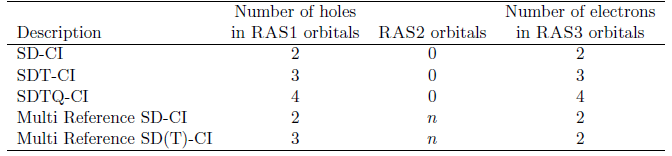 Number of holes Number of electrons
Description in RAS1 orbitals RAS2 orbitals in RAS3 orbitals
SD-CI 2 0 2
SDT-CI 3 0 3
SDTQ-CI 4 0 4
Multi Reference SD-CI 2 n 2
Multi Reference SD(T)-CI 3 n 2